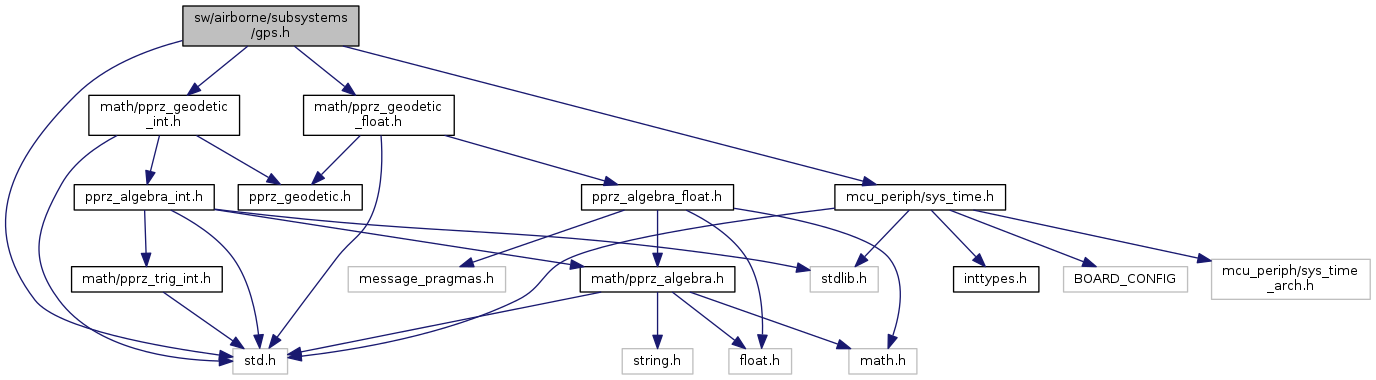 sw/airborne/subsystems
/gps.h
math/pprz_geodetic
_int.h
math/pprz_geodetic
_float.h
pprz_algebra_int.h
pprz_geodetic.h
pprz_algebra_float.h
mcu_periph/sys_time.h
math/pprz_trig_int.h
message_pragmas.h
math/pprz_algebra.h
stdlib.h
inttypes.h
BOARD_CONFIG
mcu_periph/sys_time
_arch.h
std.h
string.h
float.h
math.h